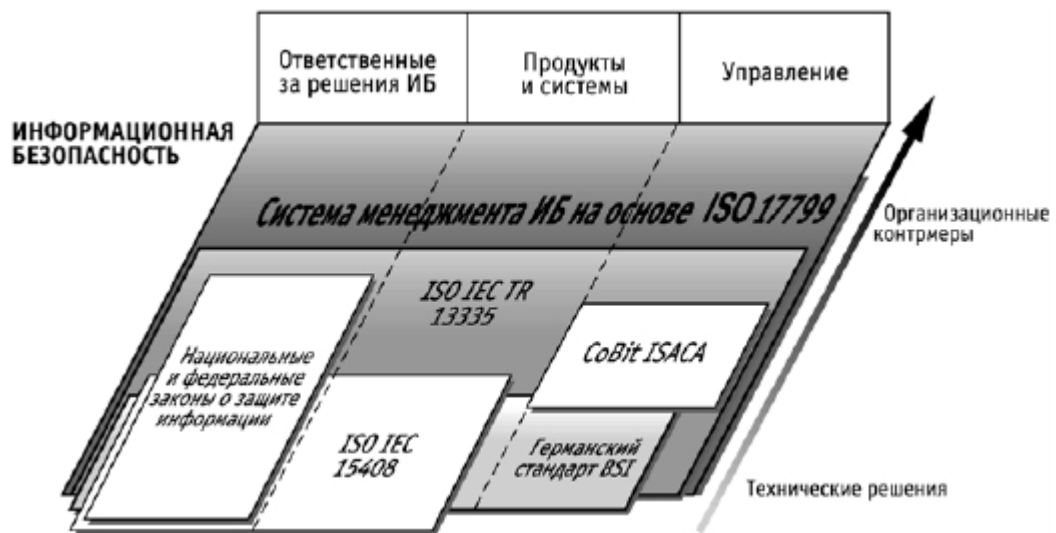 Ответственные
за решения ИБ
Продукты
и системы
Управление
ИНФОРМАЦИОННАЯ
БЕЗОПАСНОСТЬ
Система менеджмента ИБ на основе ISO 17799
Организационные
контрмеры
ISO IEC TR
13335
CoBit ISACA
Национальные
и федеральные
законы о защите
информации
ISO IEC
15408
Германский
стандарт BSI
Технические решения